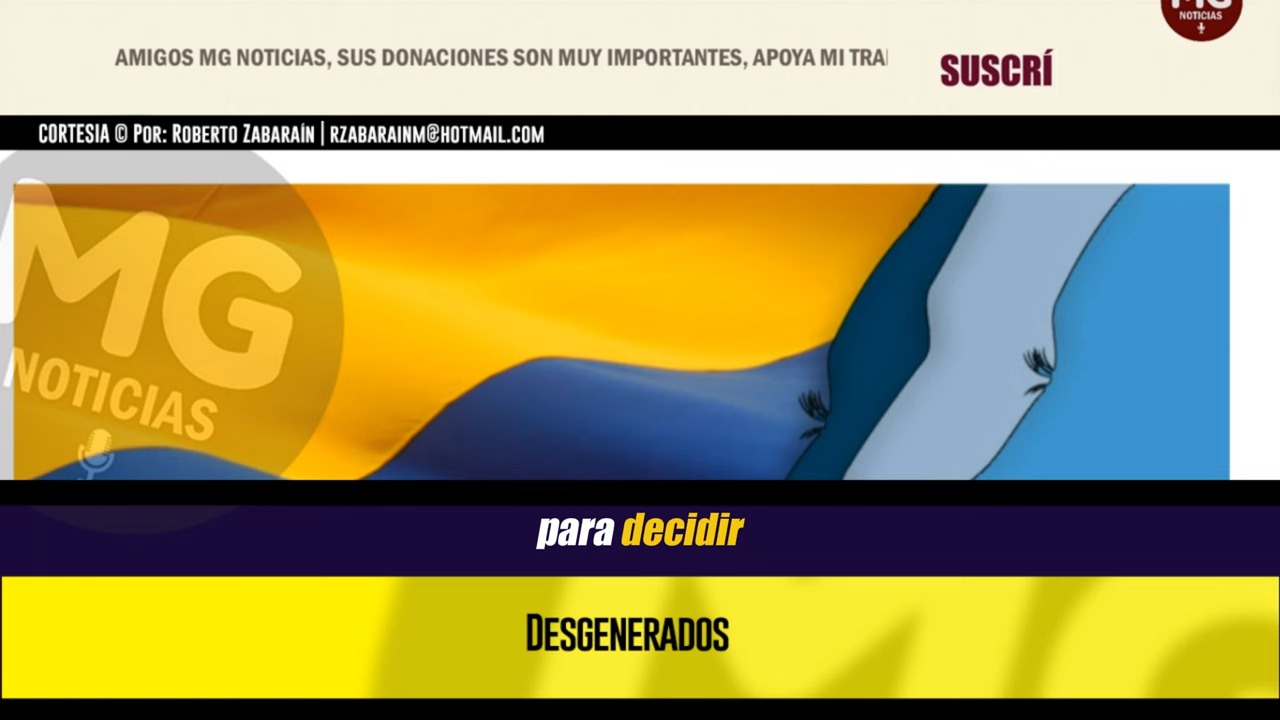 MG
NOTICIAS
AMIGOS MG NOTICIAS, SUS DONACIONES SON MUY IMPORTANTES, APOYA MI
SUSCRÍ
CORTESIA © Por: Roberto Zabaraín | rzabarainm@hotmail.com
MG
NOTICIAS
para decidir
Desgenerados